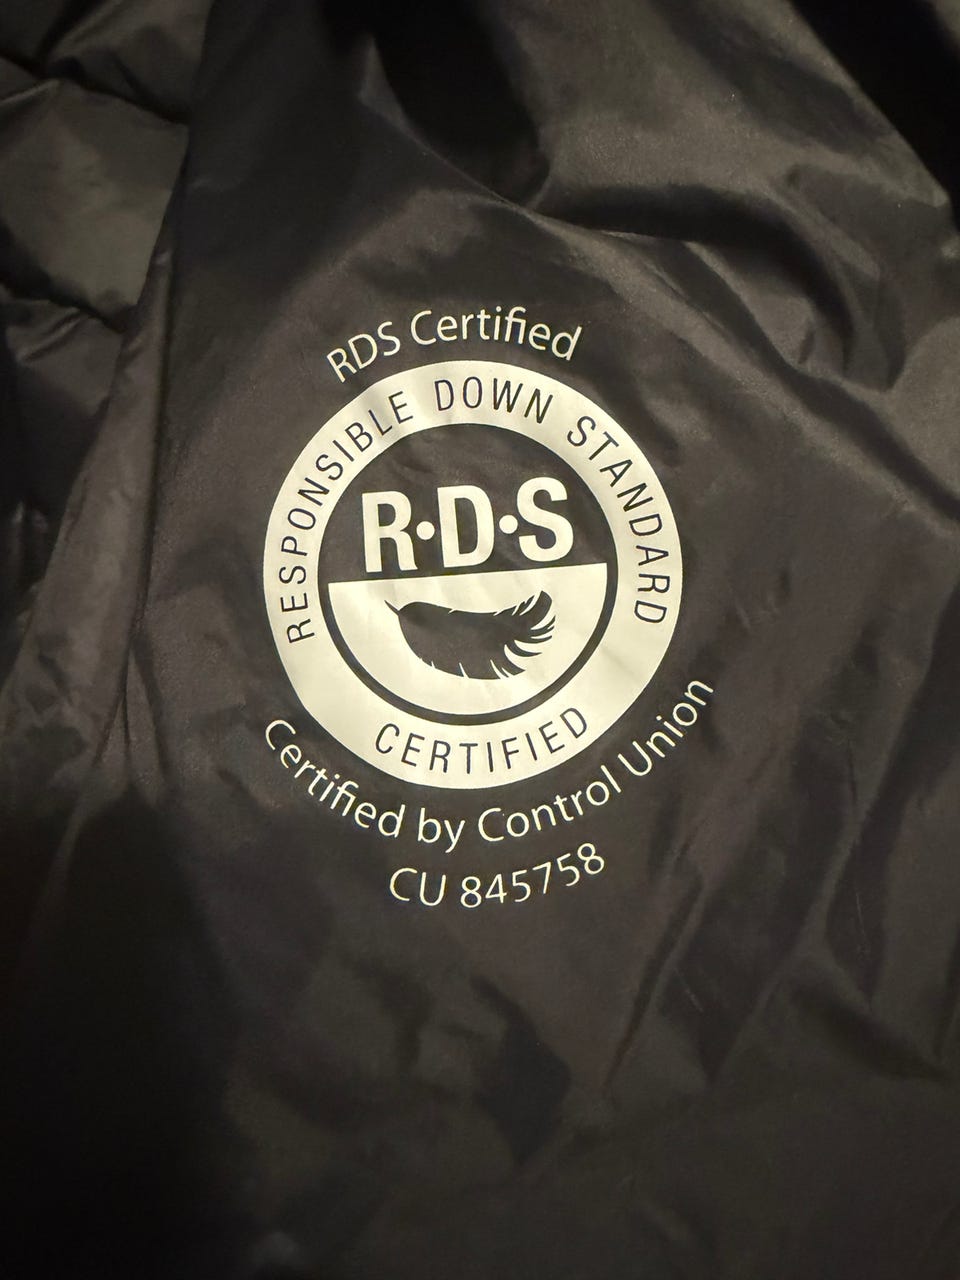 RDS Certified
RESPONSIBLE DOWN STANDARD
R·D·S
CERTIFIED
Certified by Control Union
CU 845758